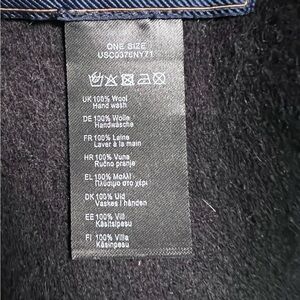 ONE SIZE
USC0376NYZ1
UK 100% Wool
Hand wash
DE 100% Wolle
Handwäsche
FR 100% Laine
Laver à la main
HR 100% Vuna
Ručno pranje
EL 100% Μαλλί
Πλύσιμο στο χέρι
DK 100% Uld
Vaskes i hånden
EE 100% Vill
Käsitsipesu
FI 100% Villa
Käsinpesu